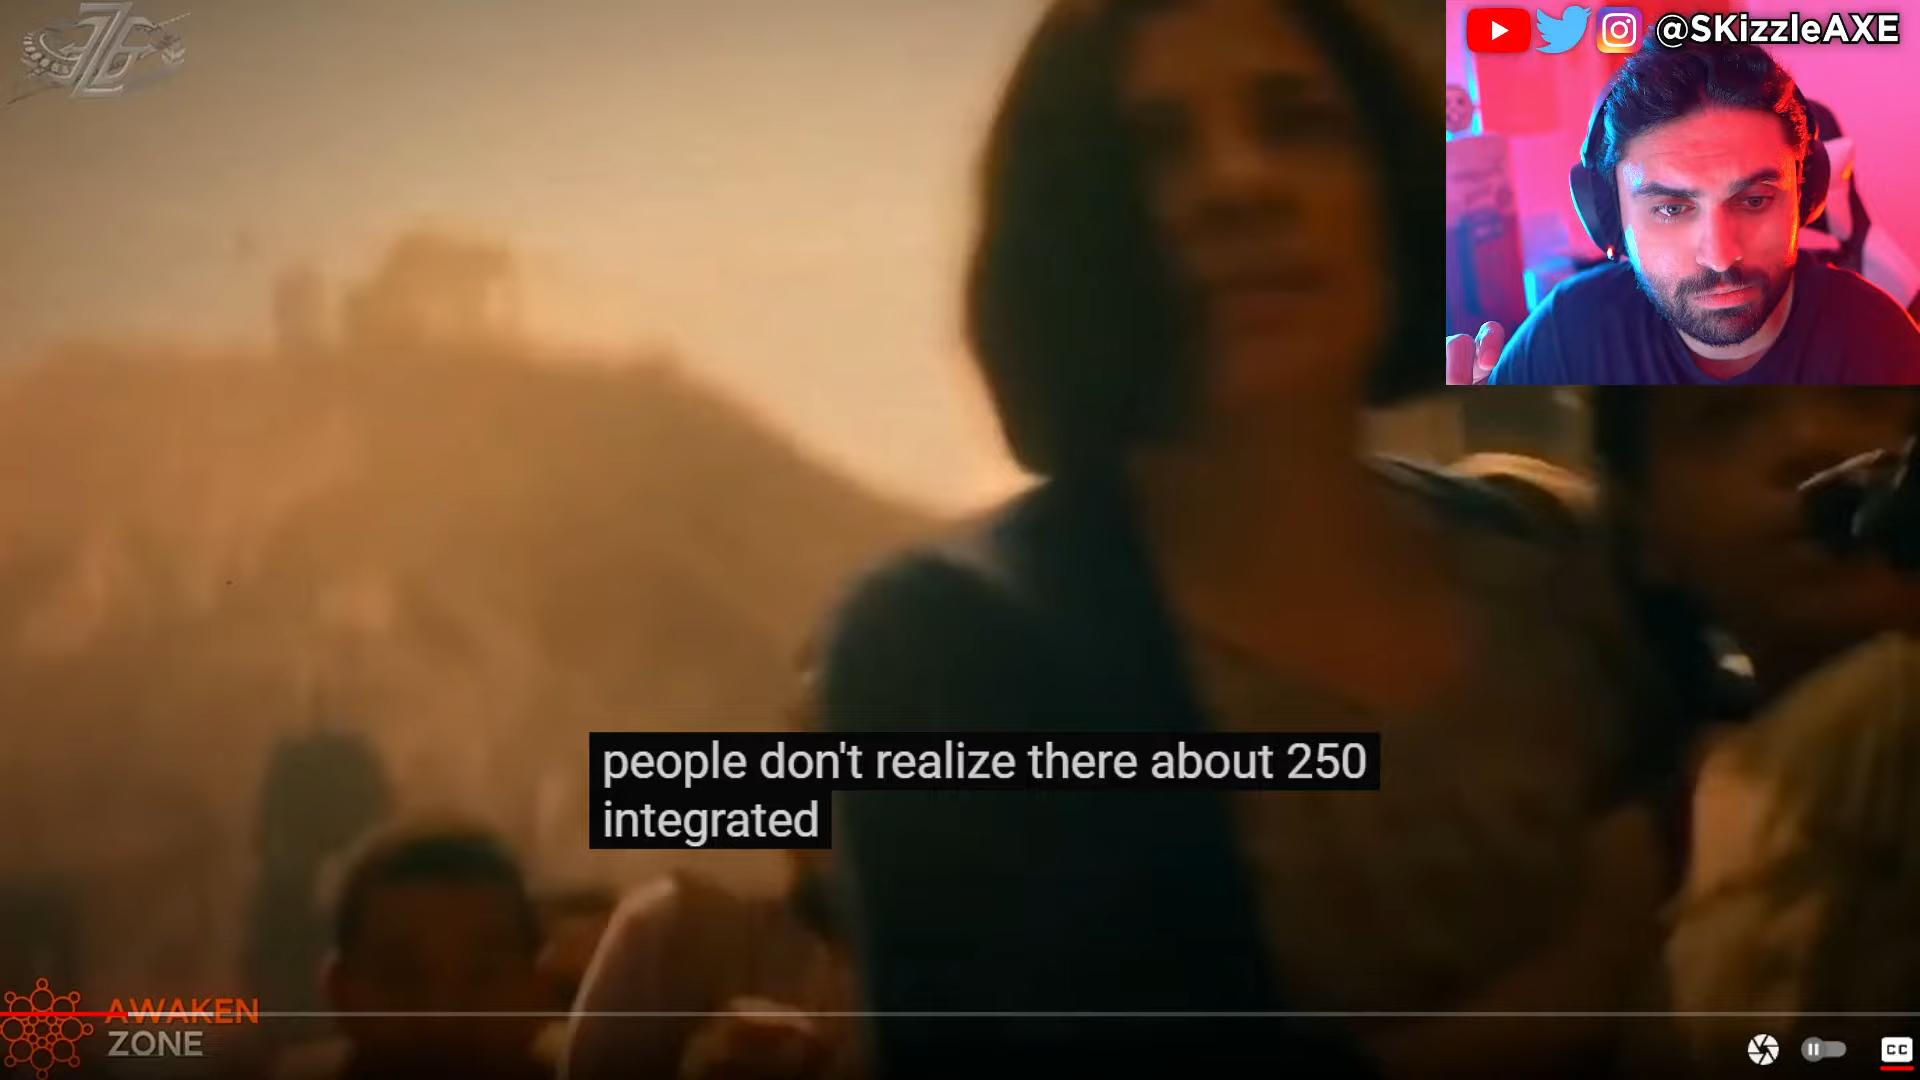 @SKizzleAXE
people don't realize there about 250
integrated
AWAKEN
ZONE
CC